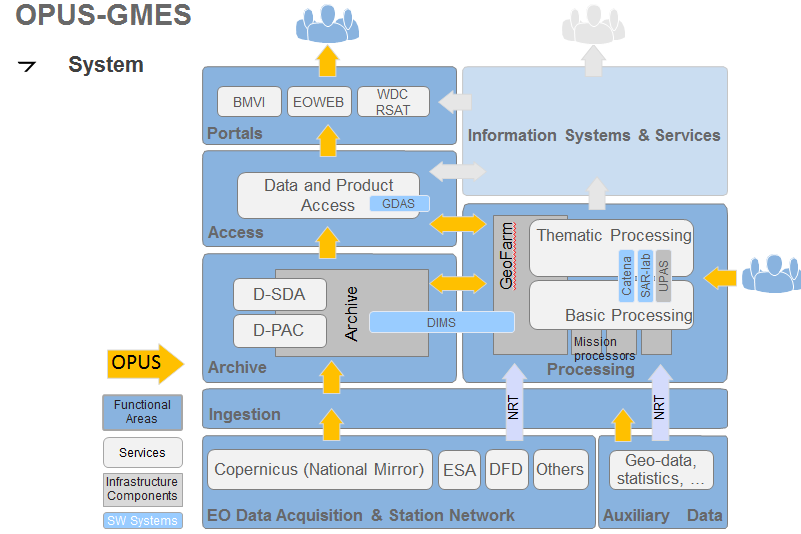 OPUS-GMES
System
BMVI
EOWEB
WDC
RSAT
Portals
Information Systems & Services
Data and Product
Access
GDAS
Access
GeoFarm
Thematic Processing
Catena
SAR-lab
UPAS
Basic Processing
Mission
processors
Processing
D-SDA
D-PAC
Archive
DIMS
Archive
OPUS
Functional
Areas
Services
Infrastructure
Components
SW Systems
Ingestion
NRT
NRT
Copernicus (National Mirror)
ESA
DFD
Others
EO Data Acquisition & Station Network
Geo-data,
statistics, ...
Auxiliary Data